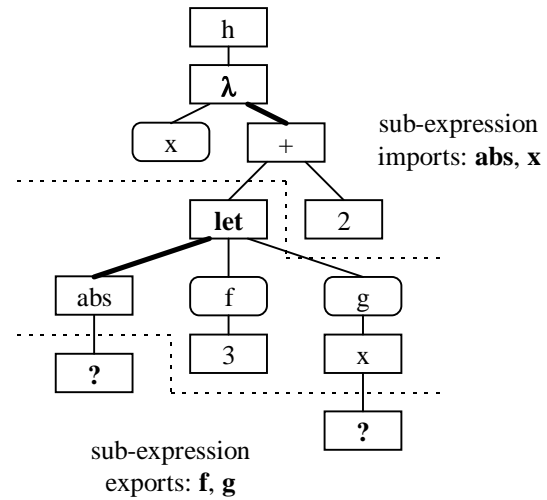 h
λ
x
+
sub-expression
imports: abs, x
let
2
abs
f
g
?
3
x
?
sub-expression
exports: f, g